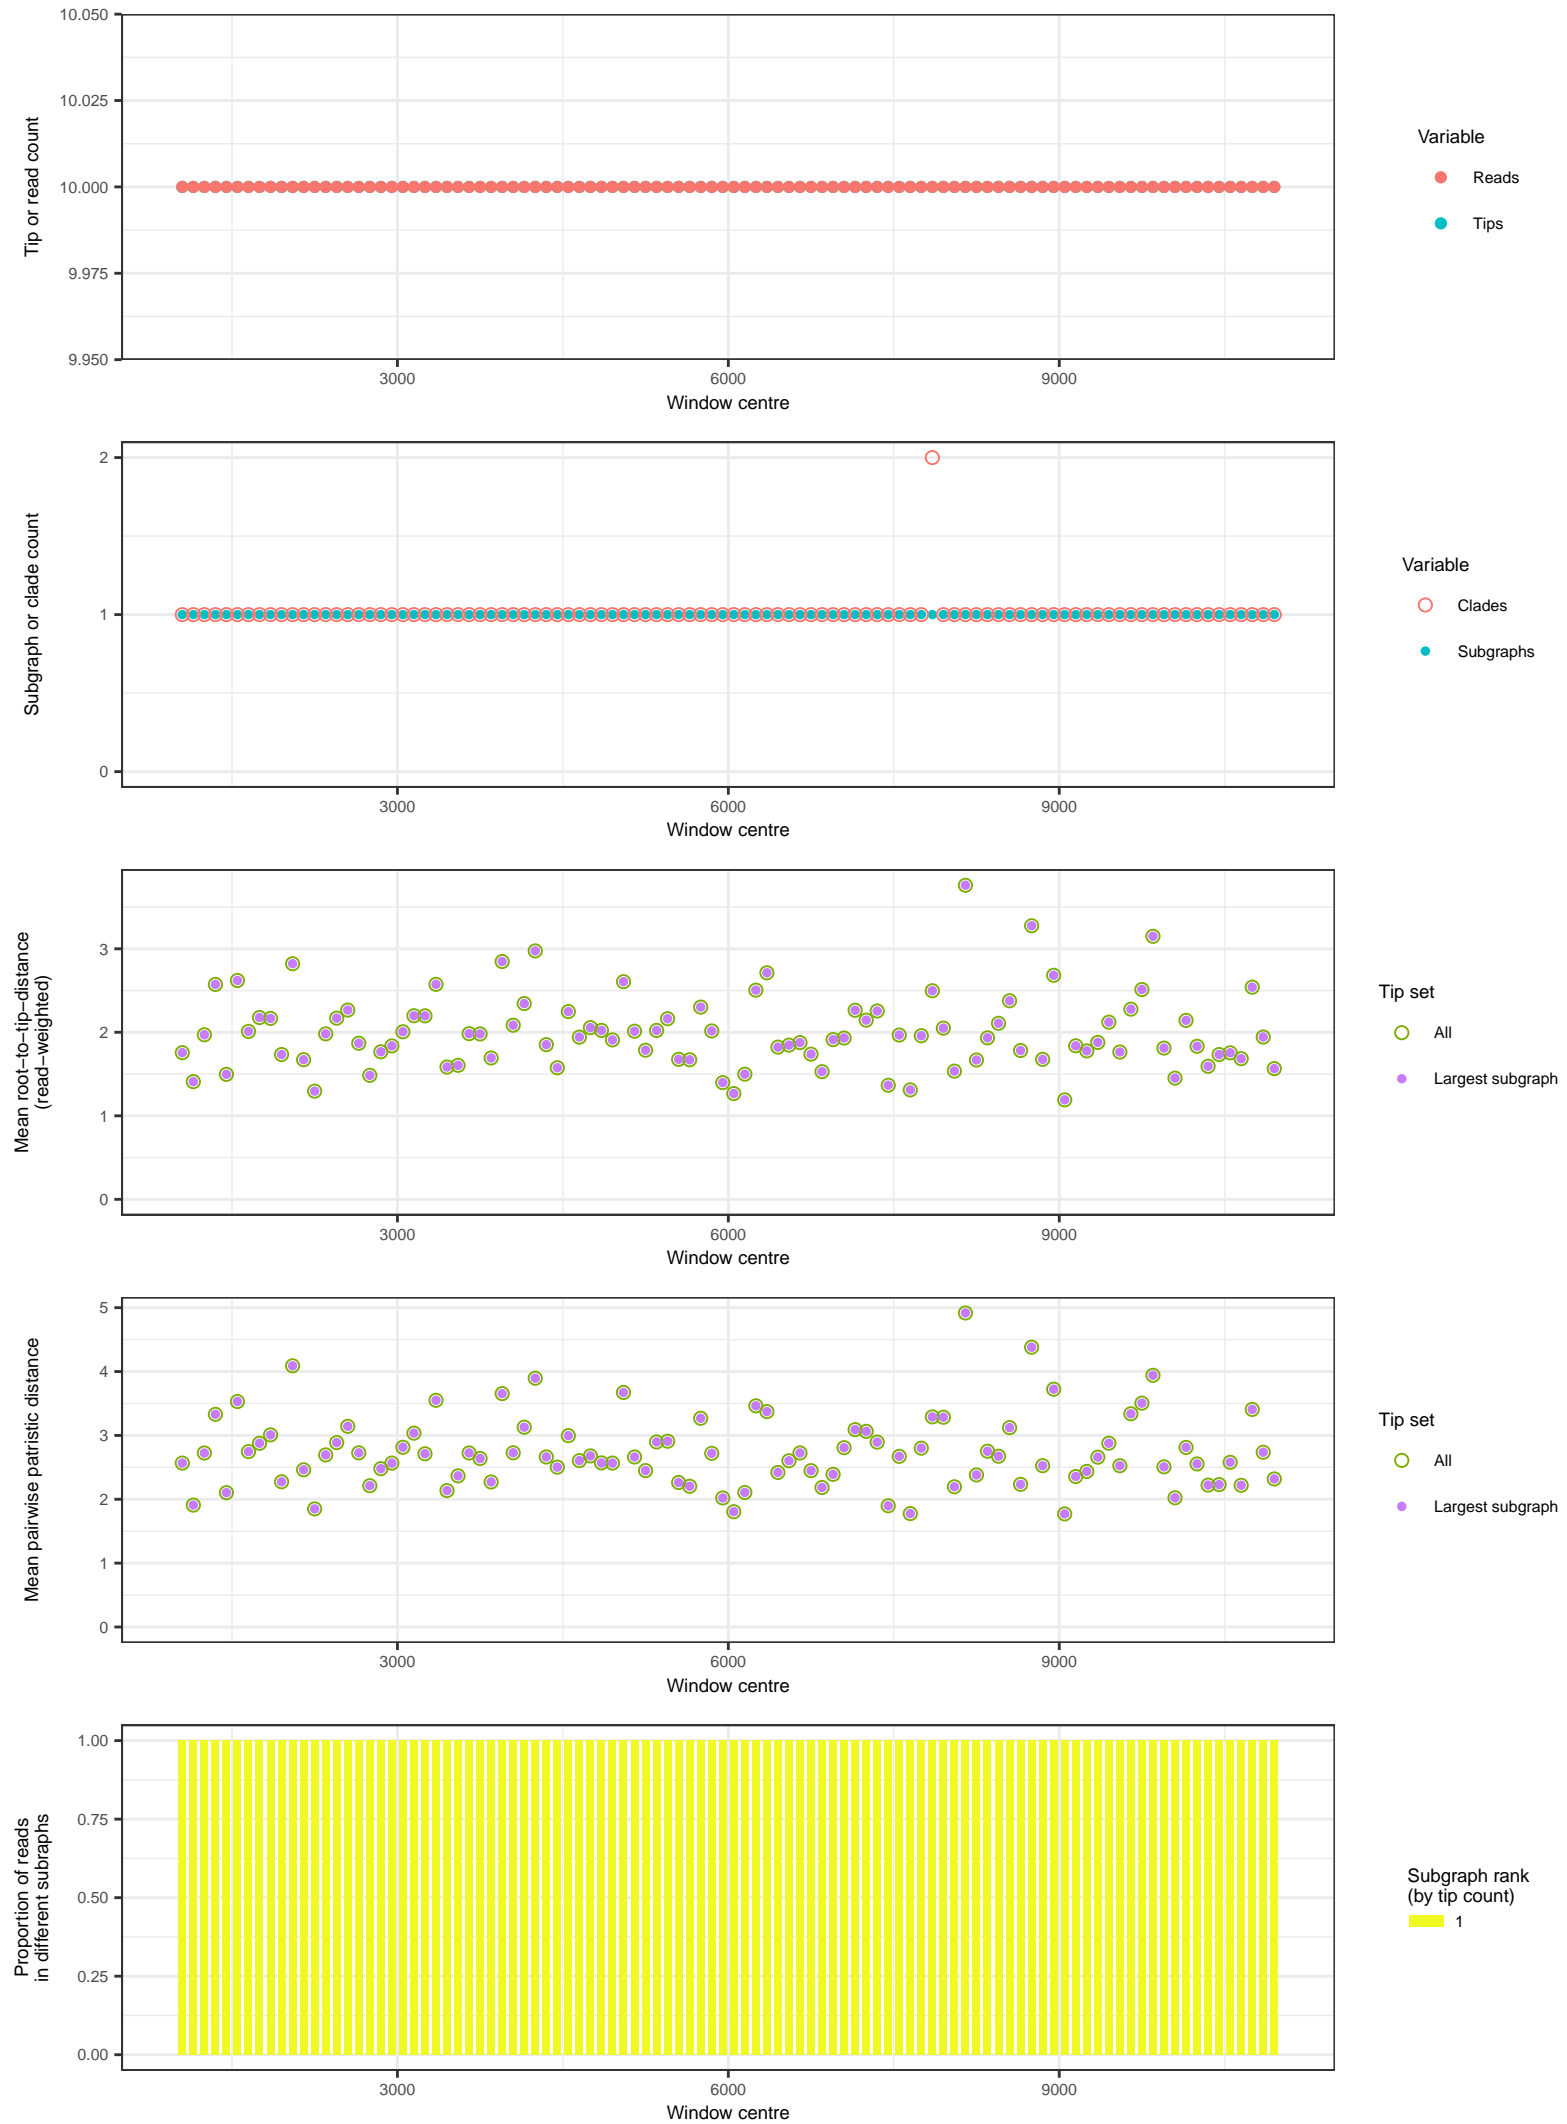 10.050
10.025
10.000
9.975
9.950
Tip or read count
3000
6000
9000
Window centre
Variable
Reads
Tips
2
1
0
Subgraph or clade count
3000
6000
9000
Window centre
Variable
Clades
Subgraphs
3
2
1
0
Mean root−to−tip−distance
(read−weighted)
3000
6000
9000
Window centre
Tip set
All
Largest subgraph
5
4
3
2
1
0
Mean pairwise patristic distance
3000
6000
9000
Window centre
Tip set
All
Largest subgraph
1.00
0.75
0.50
0.25
0.00
Proportion of reads
in different subraphs
3000
6000
9000
Window centre
Subgraph rank
(by tip count)
1